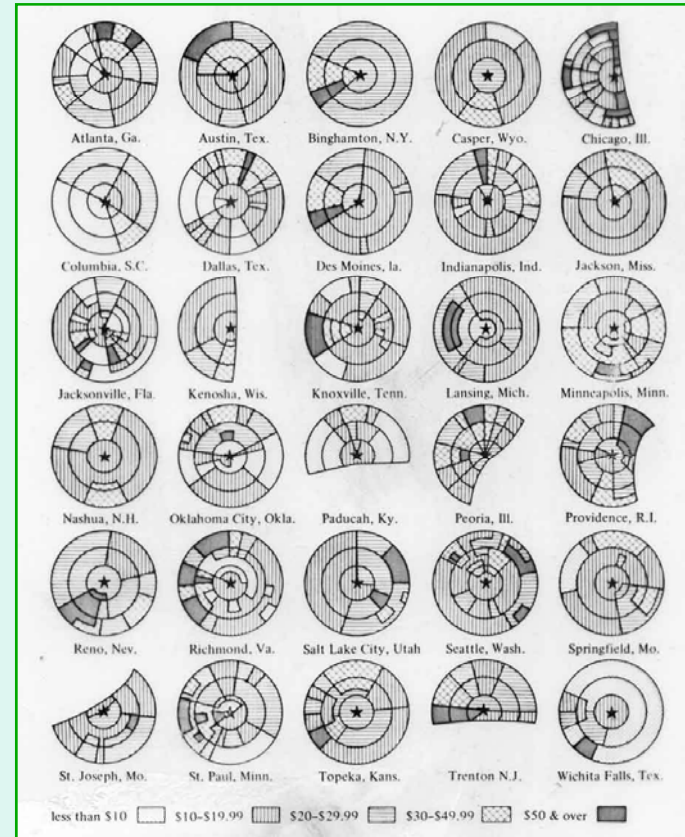 Atlanta, Ga. Austin, Tex. Binghamton, N.Y. Casper, Wyo. Chicago, Ill.
Columbia, S.C. Dallas, Tex. Des Moines, Ia. Indianapolis, Ind. Jackson, Miss.
Jacksonville, Fla. Kenosha, Wis. Knoxville, Tenn. Lansing, Mich. Minneapolis, Minn.
Nashua, N.H. Oklahoma City, Okla. Paducah, Ky. Peoria, Ill. Providence, R.I.
Reno, Nev. Richmond, Va. Salt Lake City, Utah Seattle, Wash. Springfield, Mo.
St. Joseph, Mo. St. Paul, Minn. Topeka, Kans. Trenton N.J. Wichita Falls, Tex.
less than $10 $10–$19.99 $20–$29.99 $30–$49.99 $50 & over